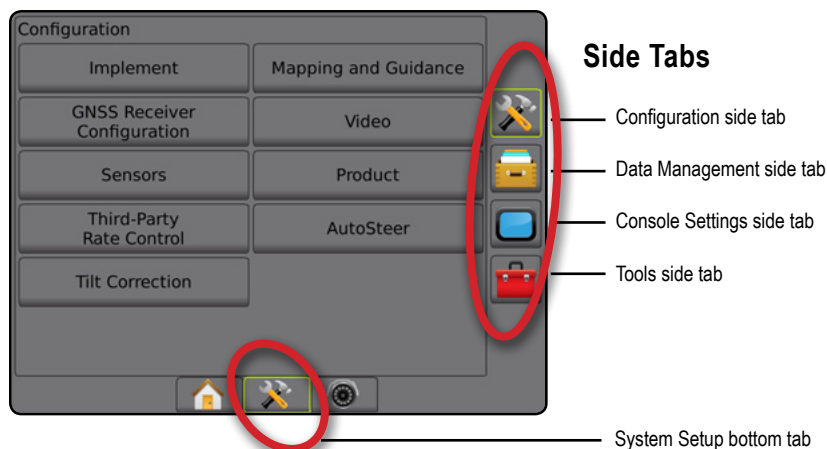 Configuration
Implement
Mapping and Guidance
GNSS Receiver
Configuration
Video
Sensors
Product
Third-Party
Rate Control
AutoSteer
Tilt Correction
Side Tabs
Configuration side tab
Data Management side tab
Console Settings side tab
Tools side tab
System Setup bottom tab